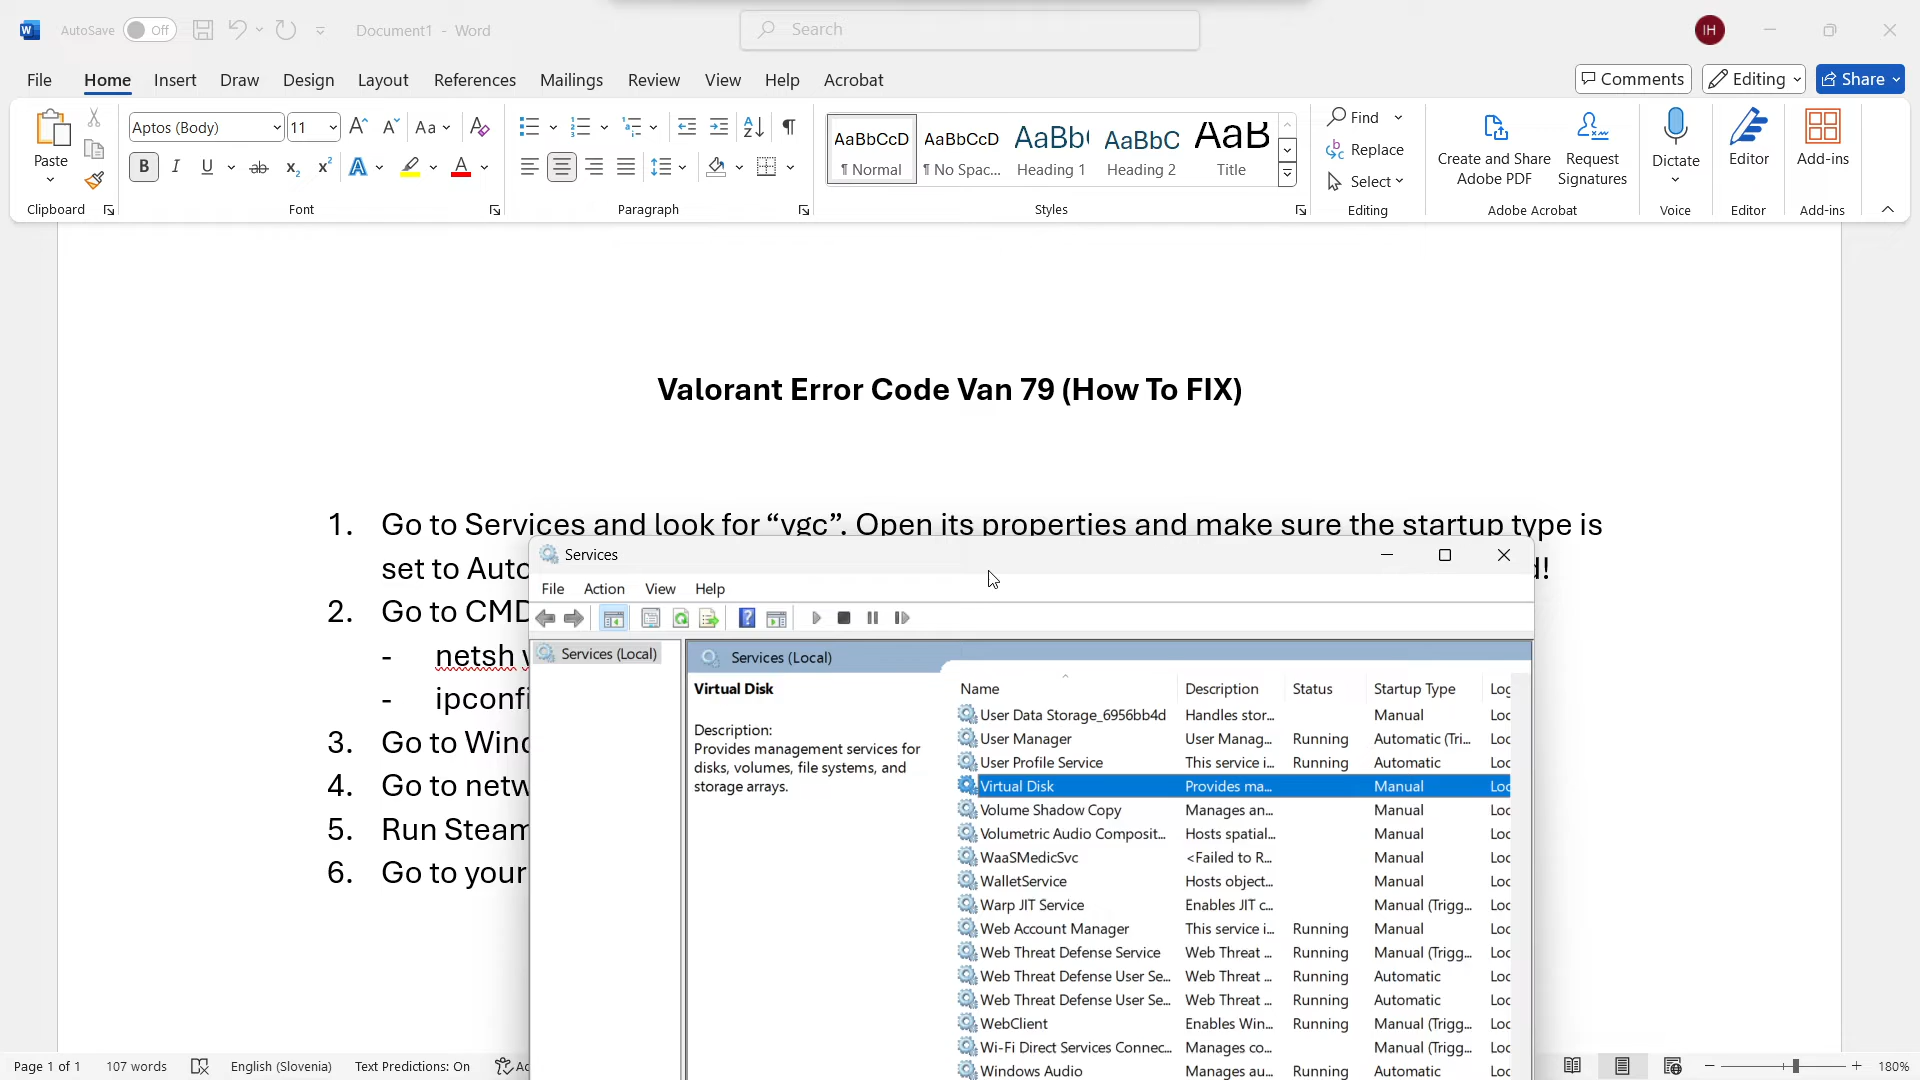 AutoSave Off Document1 - Word Search IH
File Home Insert Draw Design Layout References Mailings Review View Help Acrobat Comments Editing Share
Paste
Clipboard
Aptos (Body) 11
Font
Paragraph
AaBbCcD AaBbCcD AaBb AaBbC AaB
¶ Normal ¶ No Spac... Heading 1 Heading 2 Title
Styles
Find
Replace
Select
Editing
Create and Share
Adobe PDF
Request
Signatures
Adobe Acrobat
Dictate
Voice
Editor
Editor
Add-ins
Add-ins
Valorant Error Code Van 79 (How To FIX)
1. Go to Services and look for “vgc”. Open its properties and make sure the startup type is
set to Auto
2. Go to CMD
- netsh w
- ipconfi
3. Go to Wind
4. Go to netw
5. Run Steam
6. Go to your
Services
File Action View Help
Services (Local)
Services (Local)
Virtual Disk
Description:
Provides management services for
disks, volumes, file systems, and
storage arrays.
Name Description Status Startup Type Log
User Data Storage_6956bb4d Handles stor... Manual Loc
User Manager User Manag... Running Automatic (Tri... Loc
User Profile Service This service i... Running Automatic Loc
Virtual Disk Provides ma... Manual Loc
Volume Shadow Copy Manages an... Manual Loc
Volumetric Audio Composit... Hosts spatial... Manual Loc
WaaSMedicSvc <Failed to R... Manual Loc
WalletService Hosts object... Manual Loc
Warp JIT Service Enables JIT c... Manual (Trigg... Loc
Web Account Manager This service i... Running Manual Loc
Web Threat Defense Service Web Threat ... Running Manual (Trigg... Loc
Web Threat Defense User Se... Web Threat ... Running Automatic Loc
Web Threat Defense User Se... Web Threat ... Running Automatic Loc
WebClient Enables Win... Running Manual (Trigg... Loc
Wi-Fi Direct Services Connec... Manages co... Manual (Trigg... Loc
Windows Audio Manages au... Running Automatic Loc
Page 1 of 1 107 words English (Slovenia) Text Predictions: On Ac 180%